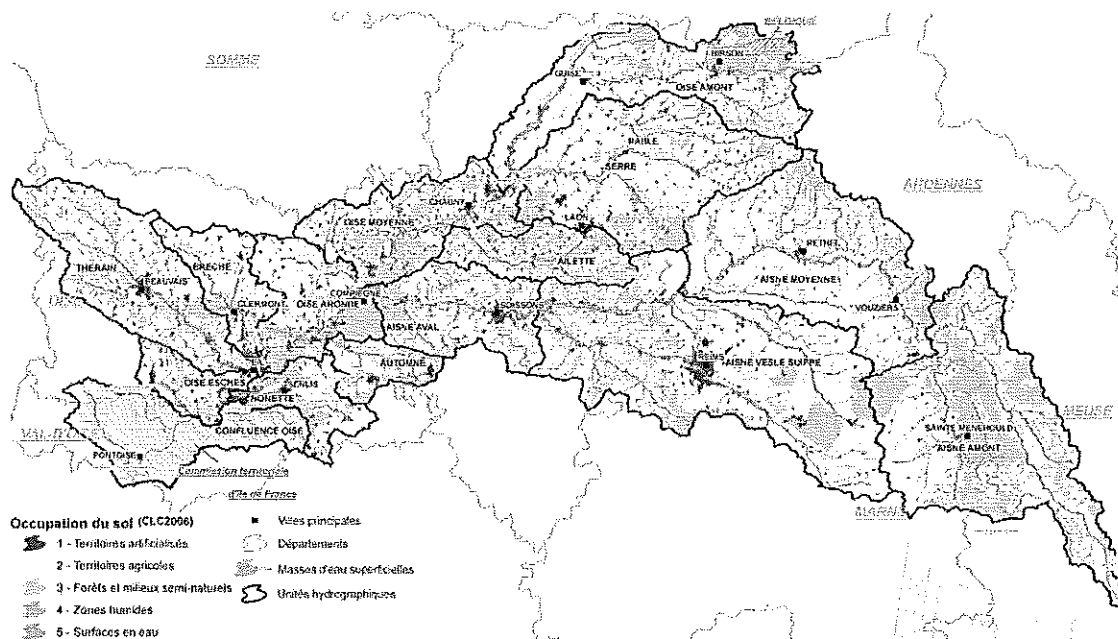 BELGIQUE
SOMME
HIRSON
GUISE
OISE AMONT
MARLE
SERRE
ARDENNES
CHAUNY
OISE MOYENNE
LAON
RETHEL
AILETTE
THERAIN
BRECHE
AISNE MOYENNE
BEAUVAIS
COMPIEGNE
CLERMONT
OISE ARONDE
SOISSONS
VOUZIERS
AISNE AVAL
REIMS
AISNE VESLE SUIPPE
AUTOMNE
OISE ESCHES
SENLIS
NONETTE
MEUSE
CONFLUENCE OISE
SAINTE MENEHOULD
AISNE AMONT
PONTOISE
Commission territoriale
d'Ile de France
MARNE
Occupation du sol (CLC2006)
1 - Territoires artificialisés
2 - Territoires agricoles
3 - Forêts et milieux semi-naturels
4 - Zones humides
5 - Surfaces en eau
Villes principales
Départements
Masses d'eau superficielles
Unités hydrographiques